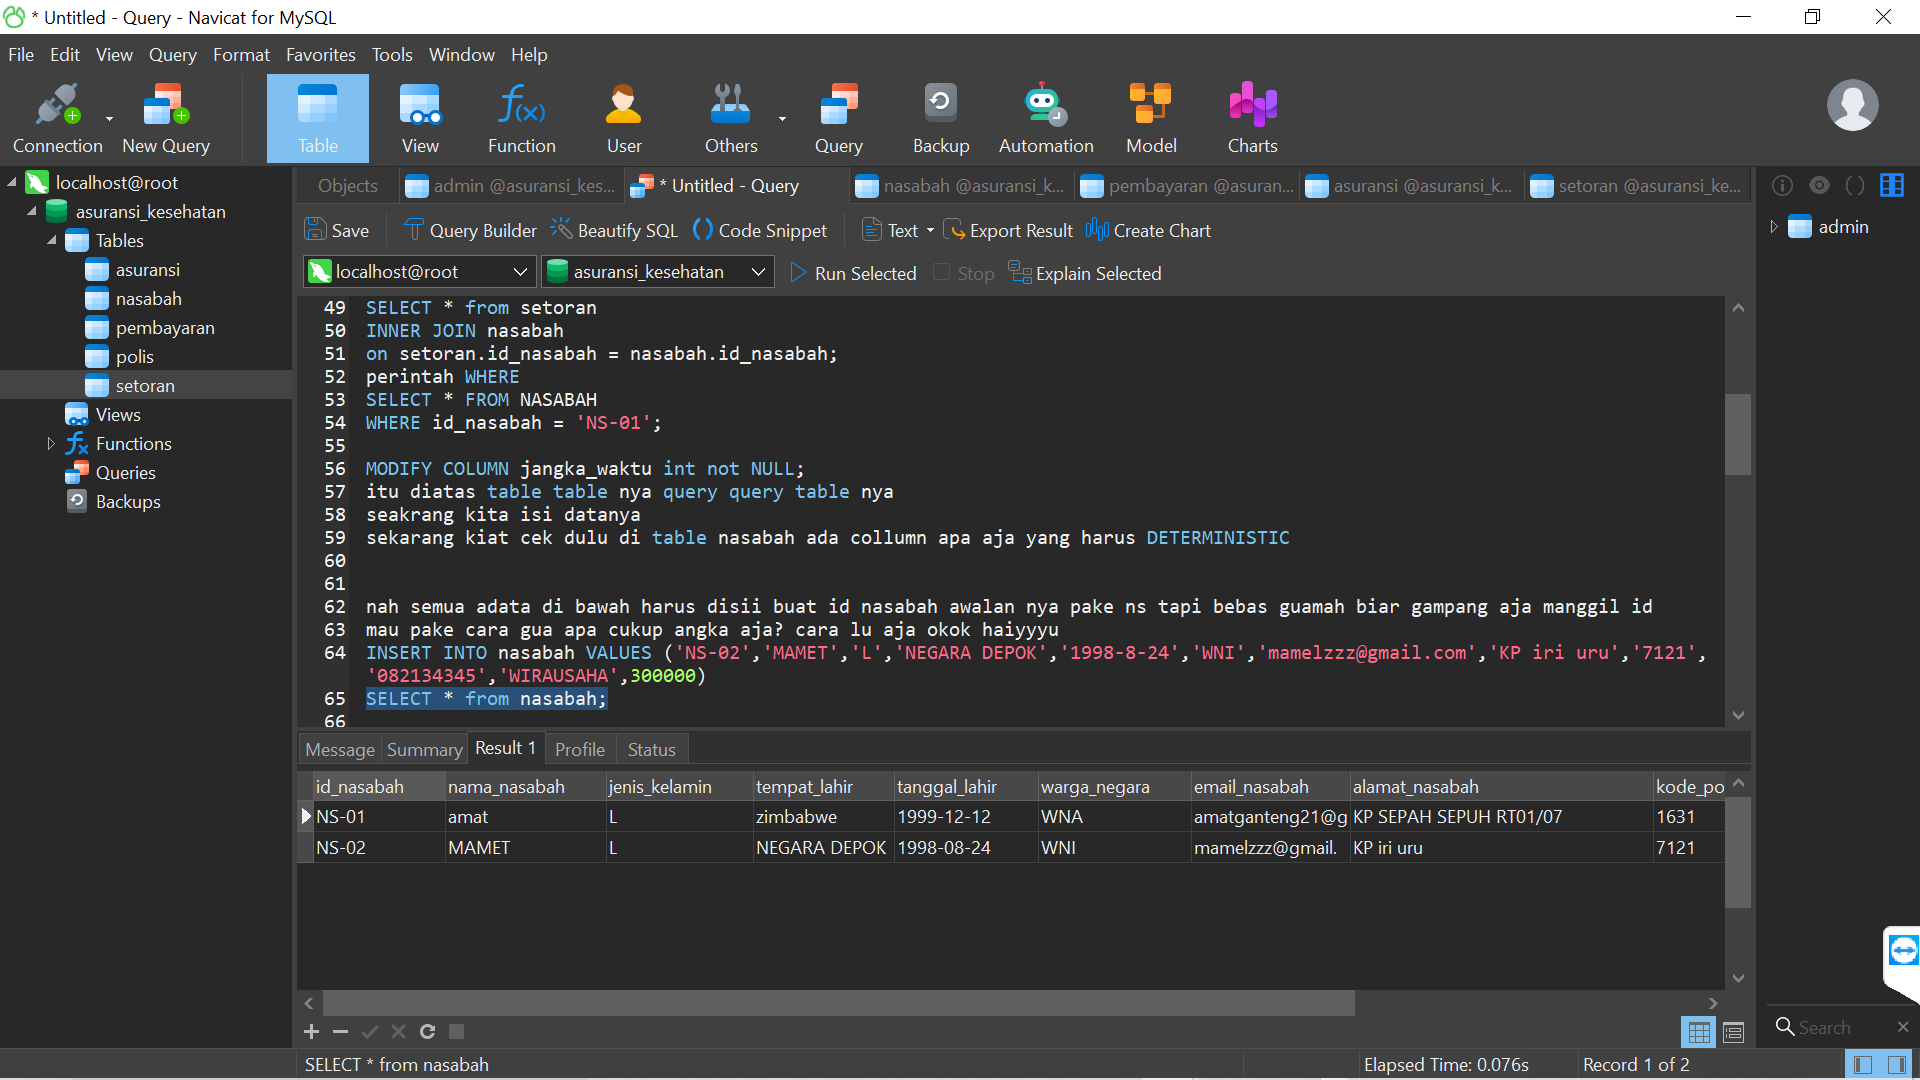 * Untitled - Query - Navicat for MySQL
File Edit View Query Format Favorites Tools Window Help
Connection New Query Table View Function User Others Query Backup Automation Model Charts
localhost@root
asuransi_kesehatan
Tables
asuransi
nasabah
pembayaran
polis
setoran
Views
Functions
Queries
Backups
Objects admin @asuransi_kes... * Untitled - Query nasabah @asuransi_k... pembayaran @asuran... asuransi @asuransi_k... setoran @asuransi_ke...
Save Query Builder Beautify SQL Code Snippet Text Export Result Create Chart
localhost@root asuransi_kesehatan Run Selected Stop Explain Selected
49 SELECT * from setoran
50 INNER JOIN nasabah
51 on setoran.id_nasabah = nasabah.id_nasabah;
52 perintah WHERE
53 SELECT * FROM NASABAH
54 WHERE id_nasabah = 'NS-01';
55
56 MODIFY COLUMN jangka_waktu int not NULL;
57 itu diatas table table nya query query table nya
58 seakrang kita isi datanya
59 sekarang kiat cek dulu di table nasabah ada collumn apa aja yang harus DETERMINISTIC
60
61
62 nah semua adata di bawah harus disii buat id nasabah awalan nya pake ns tapi bebas guamah biar gampang aja manggil id
63 mau pake cara gua apa cukup angka aja? cara lu aja okok haiyyyu
64 INSERT INTO nasabah VALUES ('NS-02','MAMET','L','NEGARA DEPOK','1998-8-24','WNI','mamelzzz@gmail.com','KP iri uru','7121',
'082134345','WIRAUSAHA',300000)
65 SELECT * from nasabah;
66
Message Summary Result 1 Profile Status
id_nasabah nama_nasabah jenis_kelamin tempat_lahir tanggal_lahir warga_negara email_nasabah alamat_nasabah kode_po
NS-01 amat L zimbabwe 1999-12-12 WNA amatganteng21@g KP SEPAH SEPUH RT01/07 1631
NS-02 MAMET L NEGARA DEPOK 1998-08-24 WNI mamelzzz@gmail. KP iri uru 7121
SELECT * from nasabah Elapsed Time: 0.076s Record 1 of 2
admin
Search